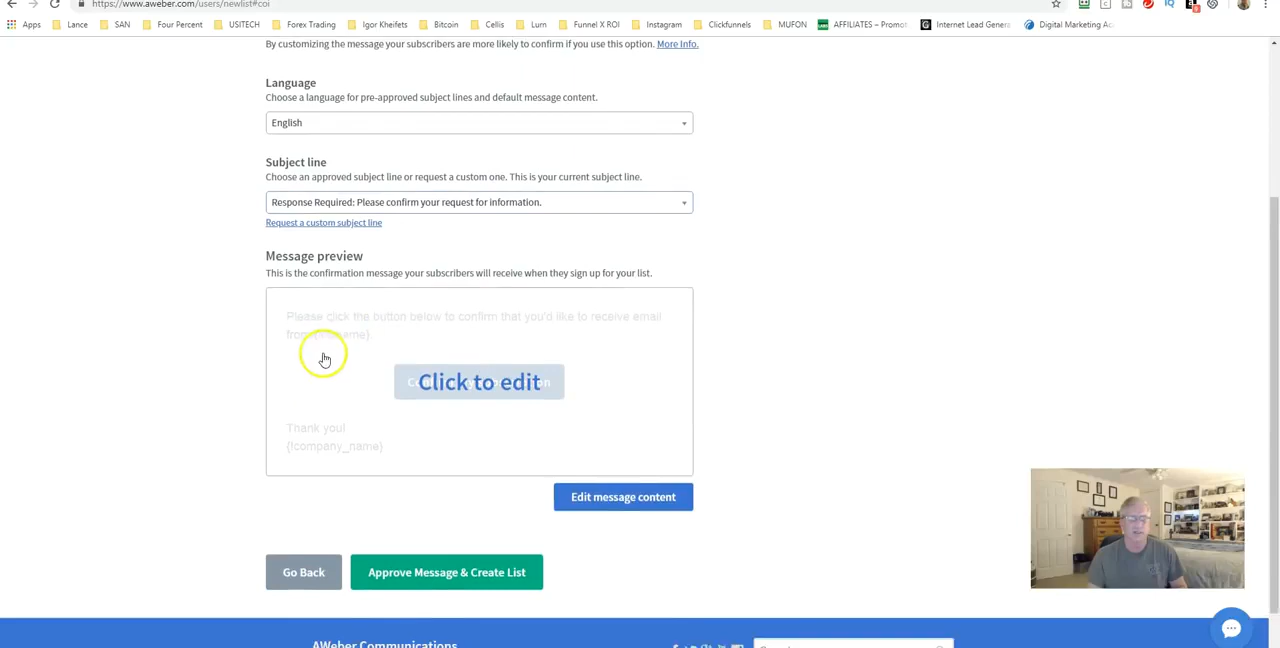 https://www.aweber.com/users/newlist#coi
Apps Lance SAN Four Percent USITECH Forex Trading Igor Kheifets Bitcoin Cellis Lurn Funnel X ROI Instagram Clickfunnels MUFON AFFILIATES – Promot Internet Lead Genera Digital Marketing Ac
By customizing the message your subscribers are more likely to confirm if you use this option. More Info.
Language
Choose a language for pre-approved subject lines and default message content.
English
Subject line
Choose an approved subject line or request a custom one. This is your current subject line.
Response Required: Please confirm your request for information.
Request a custom subject line
Message preview
This is the confirmation message your subscribers will receive when they sign up for your list.
Please click the button below to confirm that you'd like to receive email
from
Click to edit
Thank you!
{!company_name}
Edit message content
Go Back Approve Message & Create List
AWeber Communications